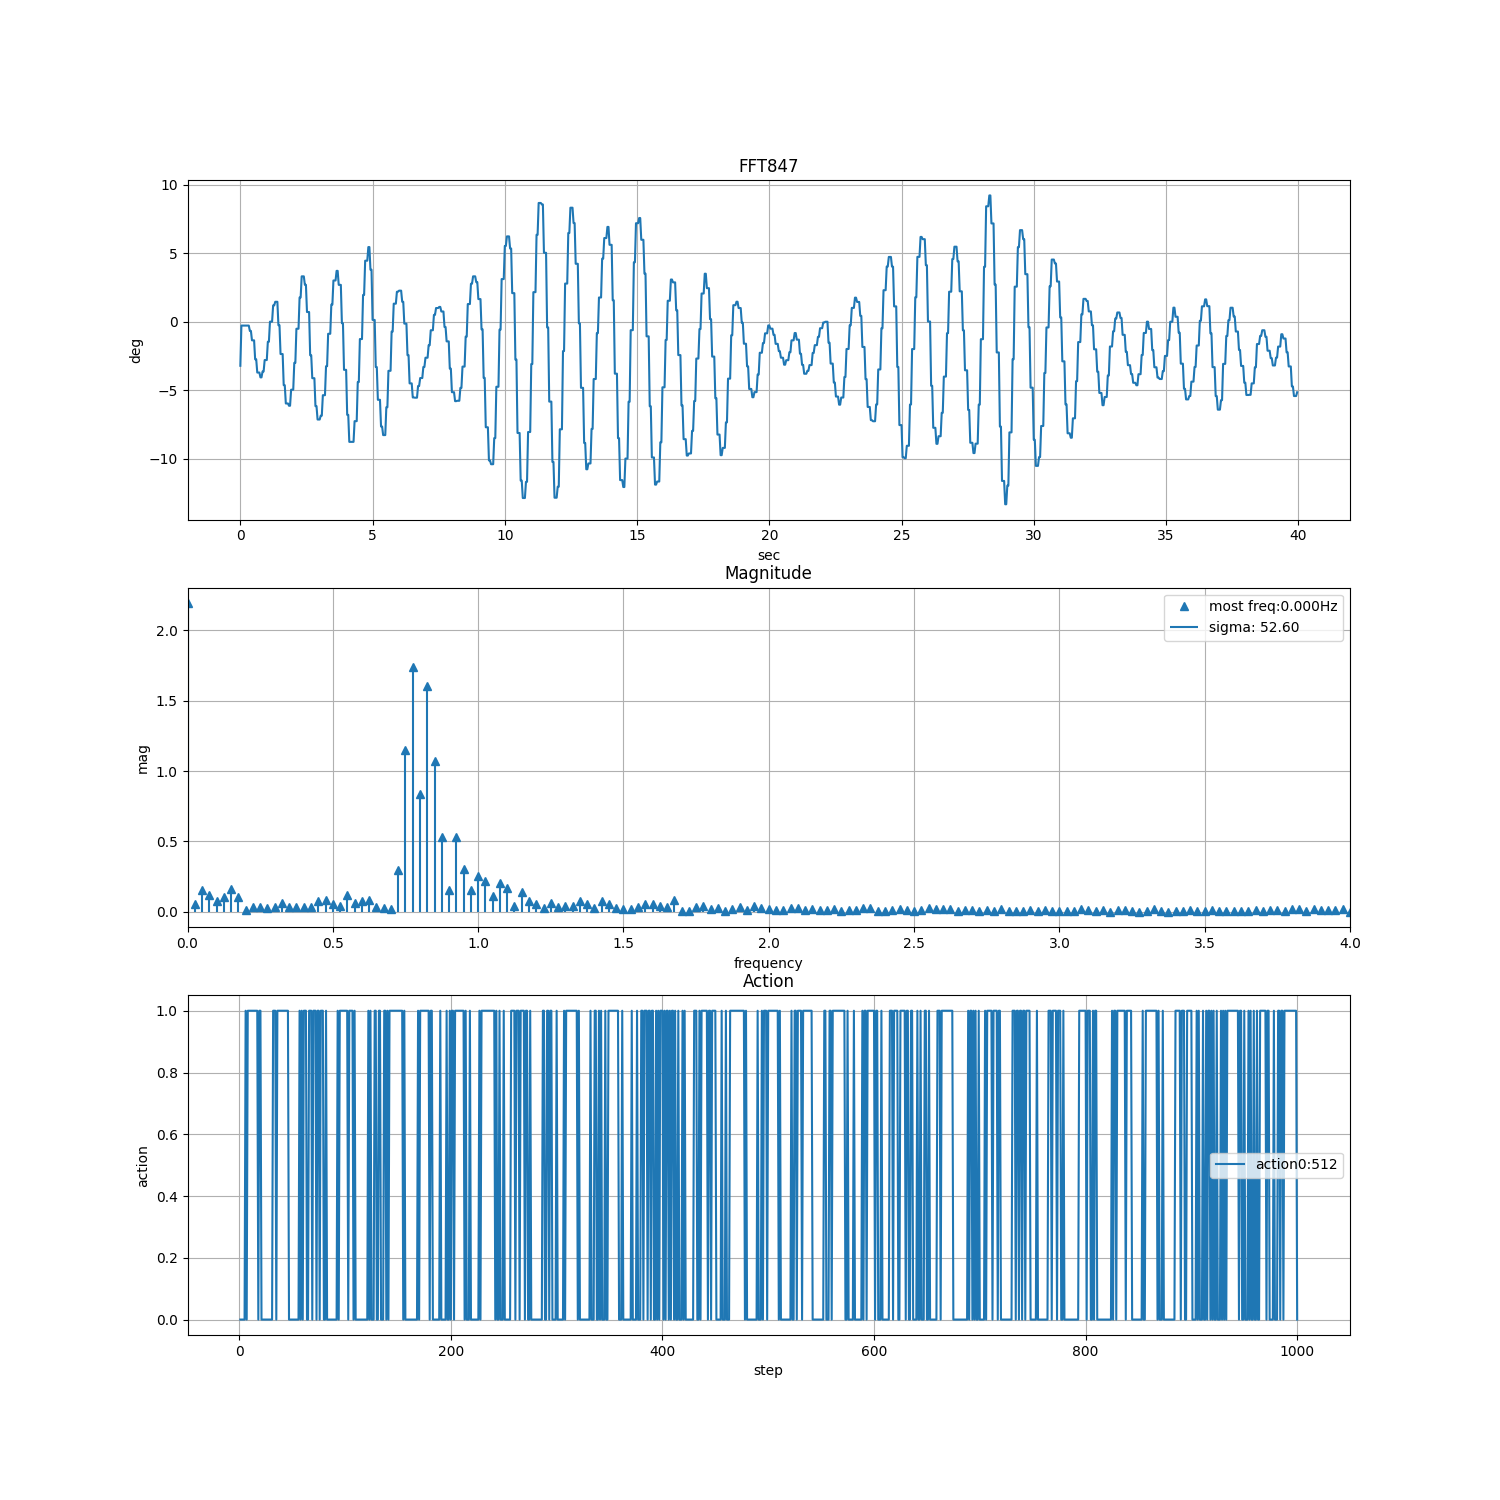 FFT847
10
5
0
−5
−10
deg
0 5 10 15 20 25 30 35 40
sec
Magnitude
most freq:0.000Hz
sigma: 52.60
2.0
1.5
1.0
0.5
0.0
mag
0.0 0.5 1.0 1.5 2.0 2.5 3.0 3.5 4.0
frequency
Action
1.0
0.8
0.6
0.4
0.2
0.0
action
action0:512
0 200 400 600 800 1000
step